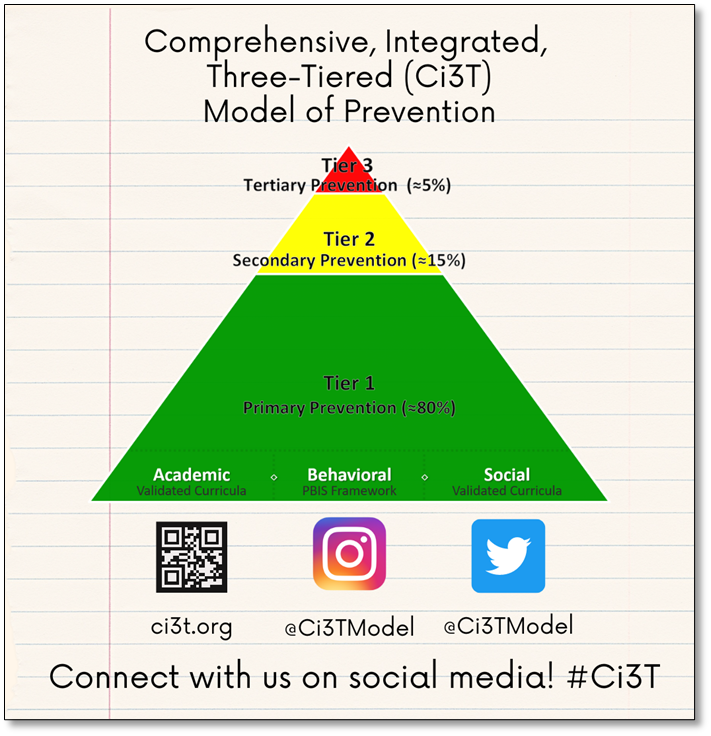 Comprehensive, Integrated,
Three-Tiered (Ci3T)
Model of Prevention
Tier 3
Tertiary Prevention (≈5%)
Tier 2
Secondary Prevention (≈15%)
Tier 1
Primary Prevention (≈80%)
Academic ◇ Behavioral ◇ Social
Validated Curricula PBIS Framework Validated Curricula
ci3t.org @Ci3TModel @Ci3TModel
Connect with us on social media! #Ci3T